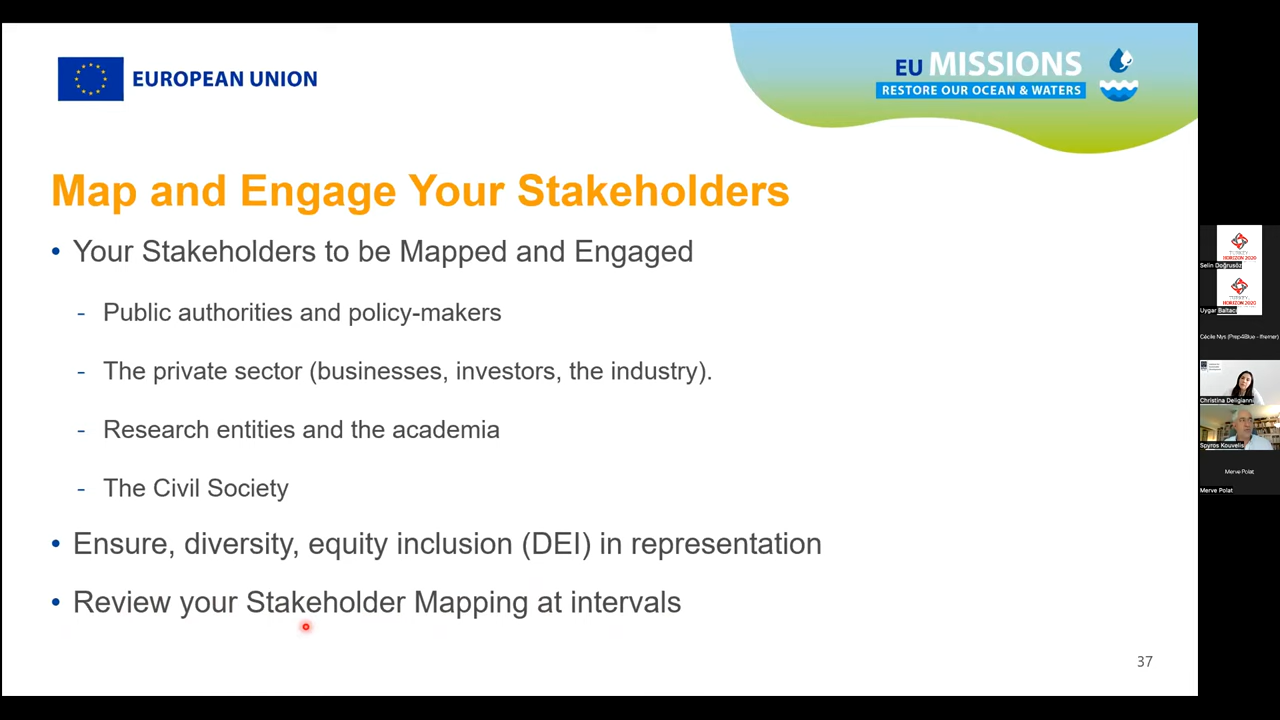 EUROPEAN UNION
EU MISSIONS
RESTORE OUR OCEAN & WATERS
Map and Engage Your Stakeholders
• Your Stakeholders to be Mapped and Engaged
- Public authorities and policy-makers
- The private sector (businesses, investors, the industry).
- Research entities and the academia
- The Civil Society
• Ensure, diversity, equity inclusion (DEI) in representation
• Review your Stakeholder Mapping at intervals
37
HORIZON 2020
Selin Doğrusöz
HORIZON 2020
Uygar Baltacı
Cécile Nys (Prep4Blue - Ifremer)
Christina Deligianni
Spyros Kouvelis
Merve Polat
Merve Polat